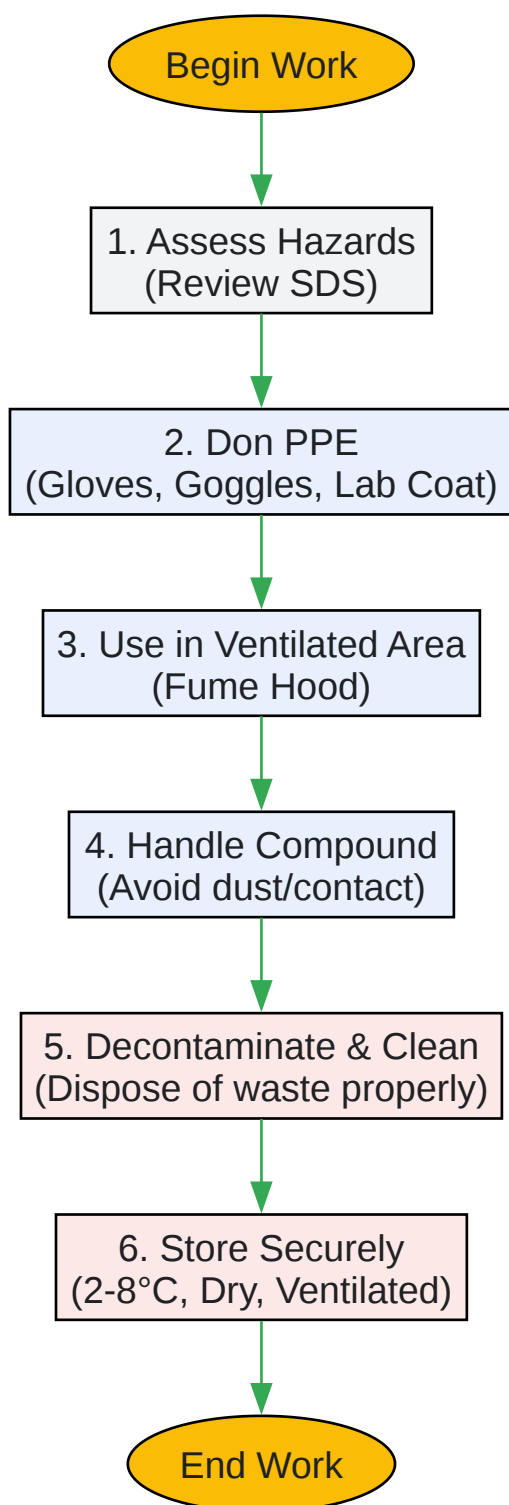 Begin Work
1. Assess Hazards
(Review SDS)
2. Don PPE
(Gloves, Goggles, Lab Coat)
3. Use in Ventilated Area
(Fume Hood)
4. Handle Compound
(Avoid dust/contact)
5. Decontaminate & Clean
(Dispose of waste properly)
6. Store Securely
(2-8°C, Dry, Ventilated)
End Work